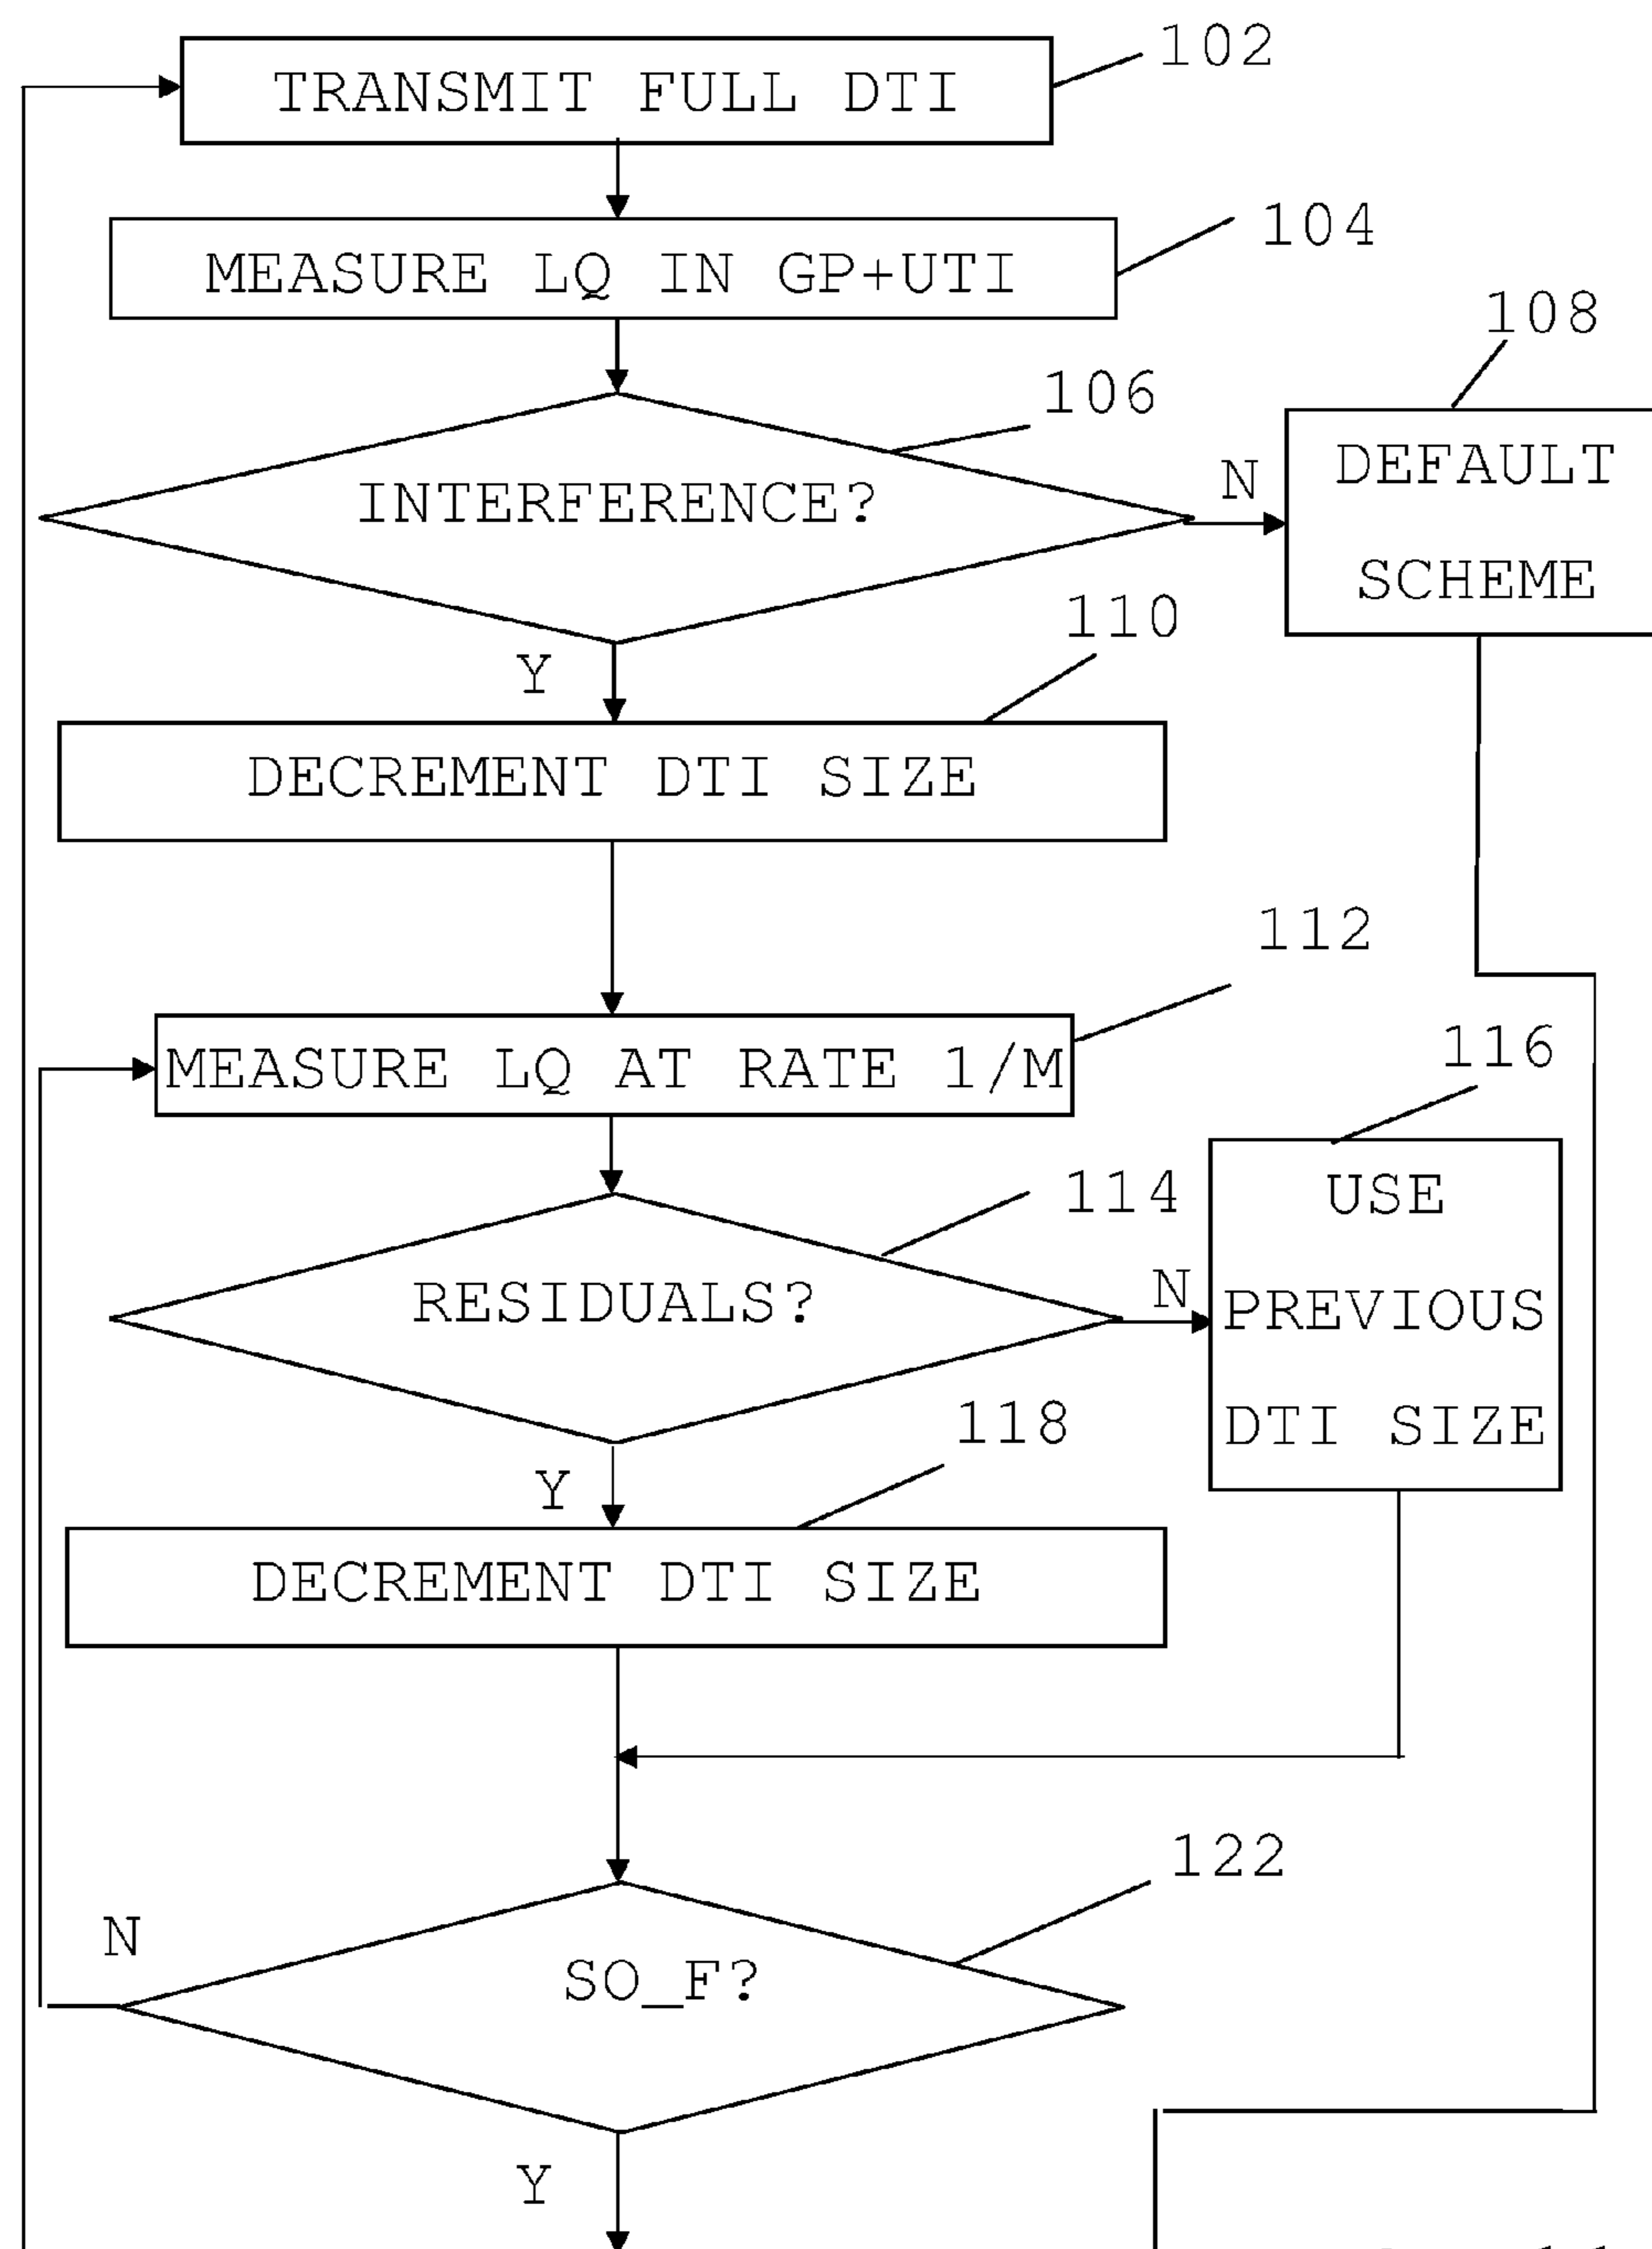 102
TRANSMIT FULL DTI
104
MEASURE LQ IN GP+UTI
108
106
INTERFERENCE?
N
DEFAULT
SCHEME
110
Y
DECREMENT DTI SIZE
112
MEASURE LQ AT RATE 1/M
116
114
USE
RESIDUALS?
N
PREVIOUS
DTI SIZE
118
Y
DECREMENT DTI SIZE
122
N
SO_F?
Y